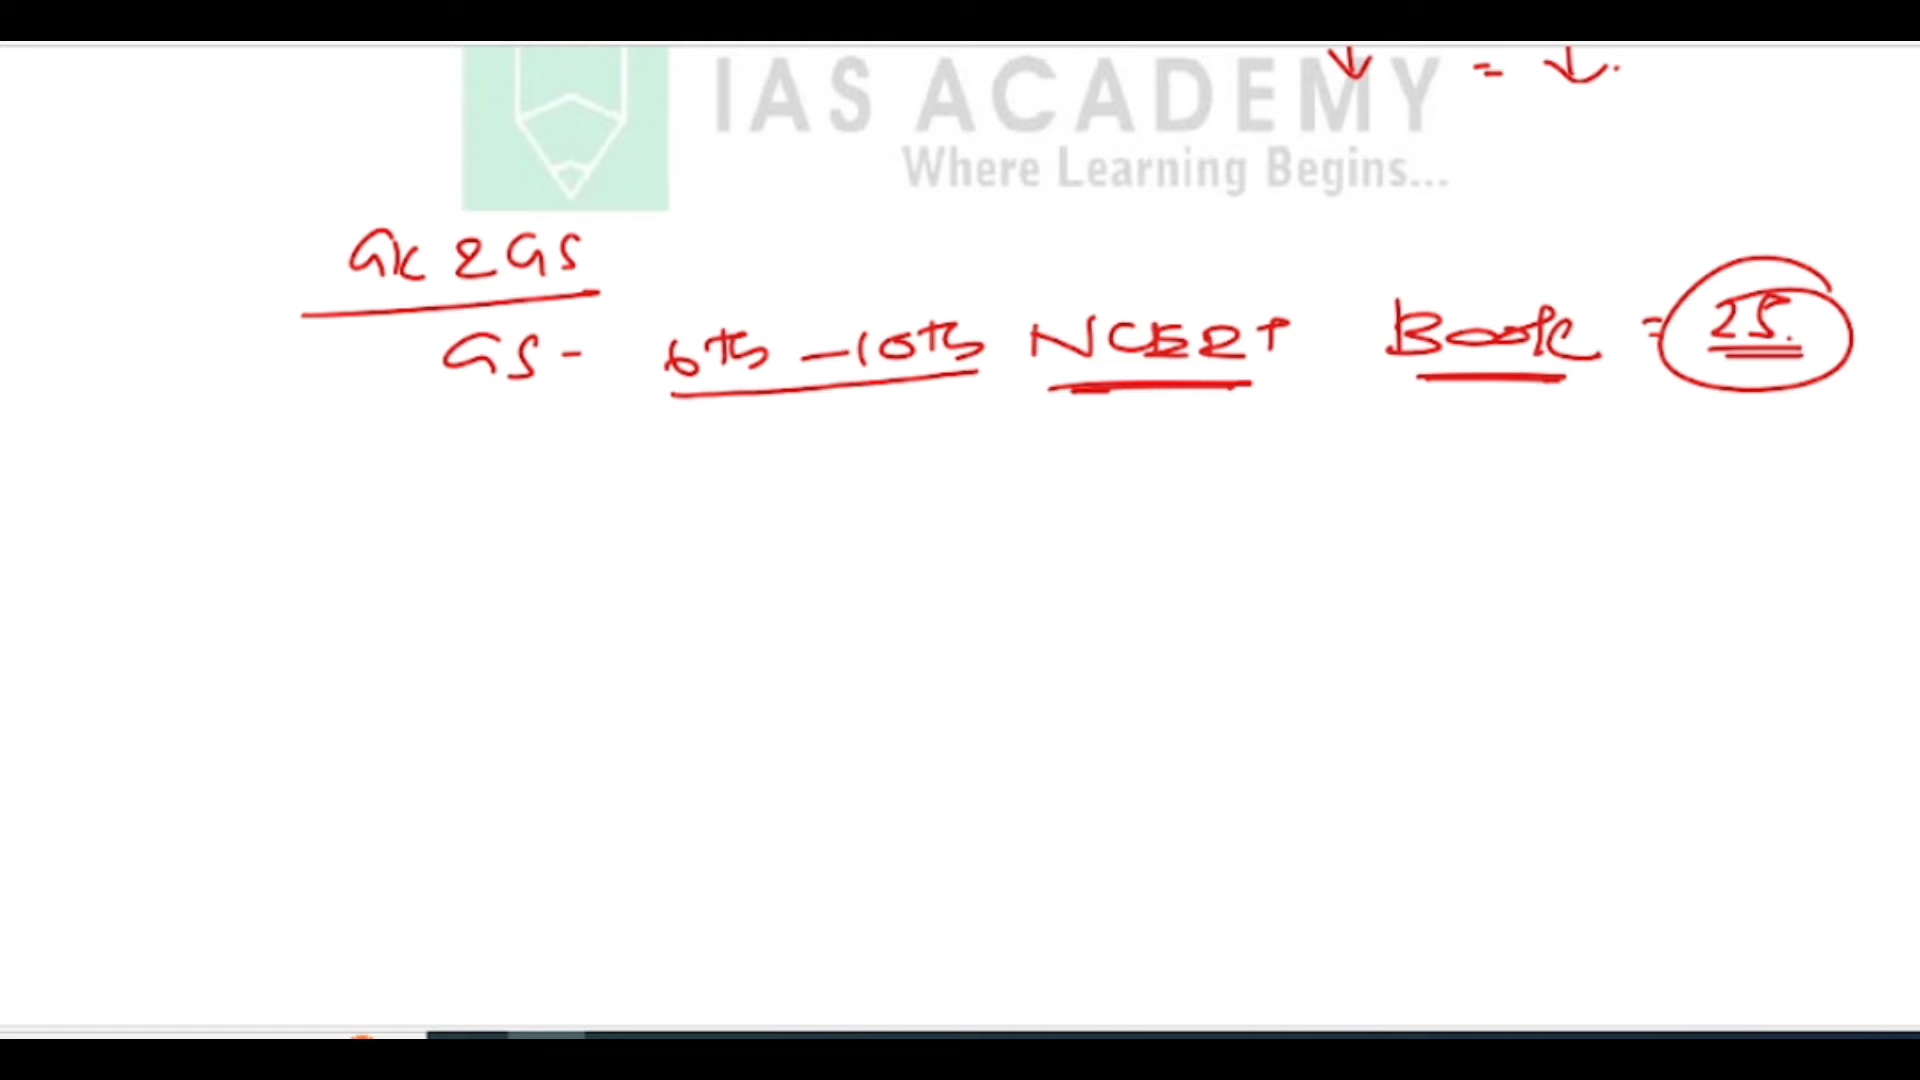 IAS ACADEMY
Where Learning Begins...
GK & GS
GS - 6th - 10th NCERT Book = 25.